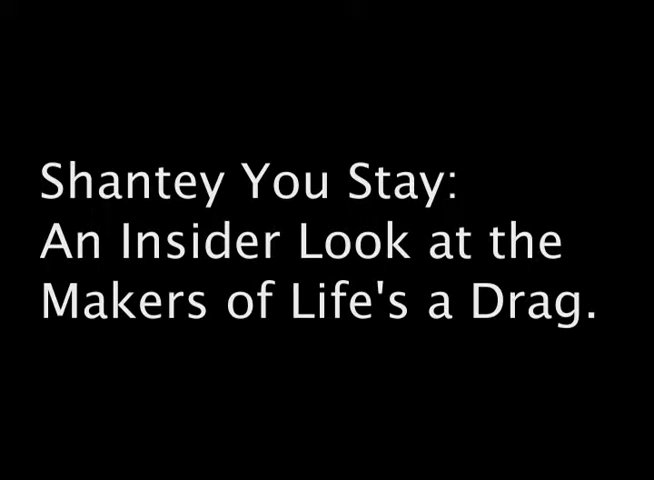 Shantey You Stay:
An Insider Look at the
Makers of Life's a Drag.